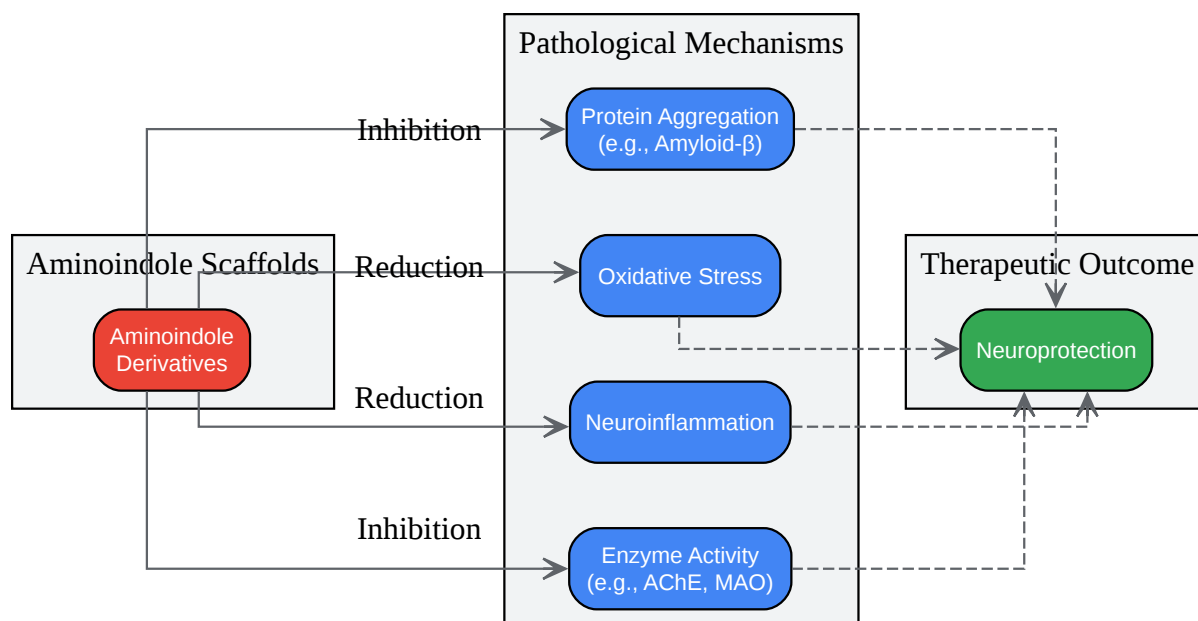 Pathological Mechanisms
Inhibition
Protein Aggregation
(e.g., Amyloid-β)
Aminoindole Scaffolds
Reduction
Oxidative Stress
Therapeutic Outcome
Aminoindole
Derivatives
Neuroprotection
Reduction
Neuroinflammation
Inhibition
Enzyme Activity
(e.g., AChE, MAO)